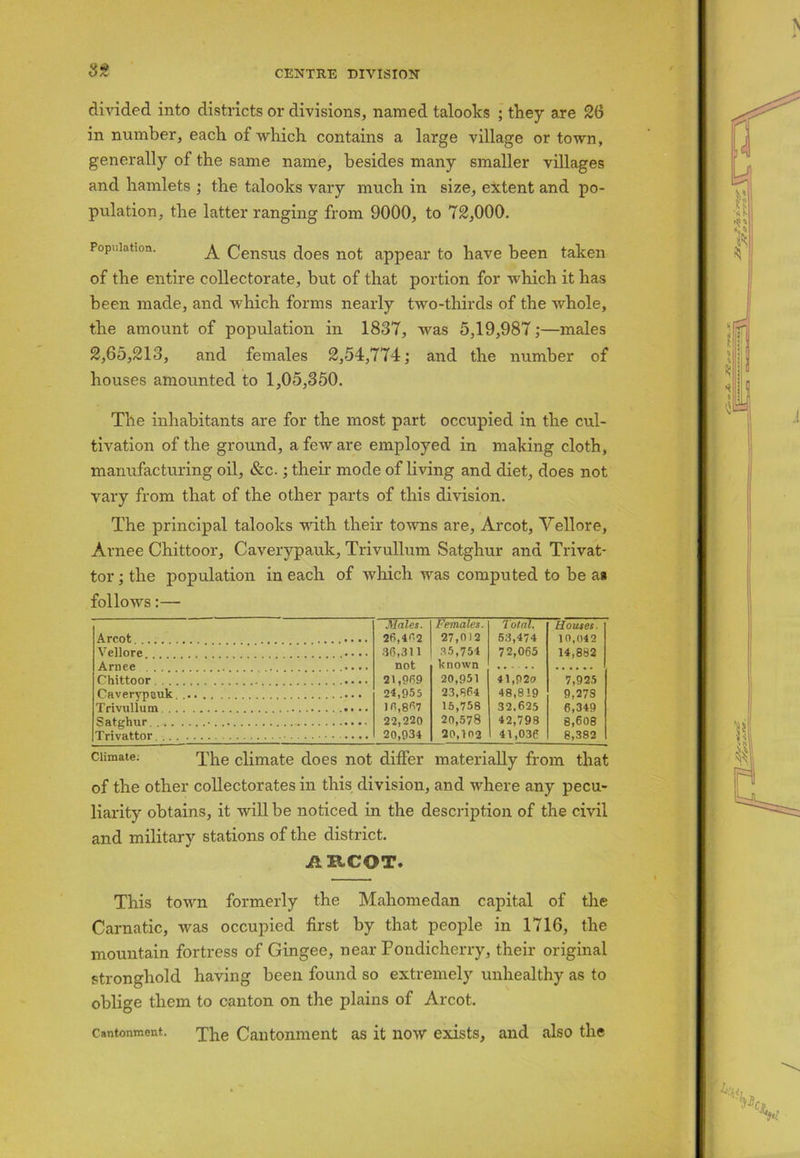 32 CENTRE DIVISION
divided into districts or divisions, named talooks ; they are 26
in number, each of which contains a large village or town,
generally of the same name, besides many smaller villages
and hamlets ; the talooks vary much in size, extent and po-
pulation, the latter ranging from 9000, to 72,000.
Population. A Census does not appear to have been taken
of the entire collectorate, but of that portion for which it has
been made, and which forms nearly two-thirds of the whole,
the amount of population in 1837, was 5,19,987 ;—males
2,65,213, and females 2,54,774; and the number of
houses amounted to 1,05,350.
The inhabitants are for the most part occupied in the cul-
tivation of the ground, a few are employed in making cloth,
manufacturing oil, &c. ; their mode of living and diet, does not
vary from that of the other parts of this division.
The principal talooks with their towns are, Arcot, Vellore,
Arnee Chittoor, Caverypauk, Trivullum Satghur and Trivat-
tor ; the population in each of which was computed to be as
follows :—
Males. Females. Total. Houses.
Arcot 26,462 27,012 53,474 10,042
Vellore 36,311 35,754 72,065 14,882
Arnee not known
Chittoor 21,969 20,951 41,920 7,925
Caverypeuk 24,955 23,864 48,819 9,278
Trivullum 16,867 15,758 32.625 6,349
Satghur 22,220 20,578 42,798 8,608
Trivattor 20,934 20,102 41,036 8,382
Climate. The climate does not differ materially from that
of the other collectorates in this division, and where any pecu-
liarity obtains, it will be noticed in the description of the civil
and military stations of the district.
ARCOT.
This town formerly the Mahomedan capital of the
Carnatic, was occupied first by that people in 1716, the
mountain fortress of Gingee, near Pondicherry, their original
stronghold having been found so extremely unhealthy as to
oblige them to canton on the plains of Arcot.
Cantonment. The Cantonment as it now exists, and also the